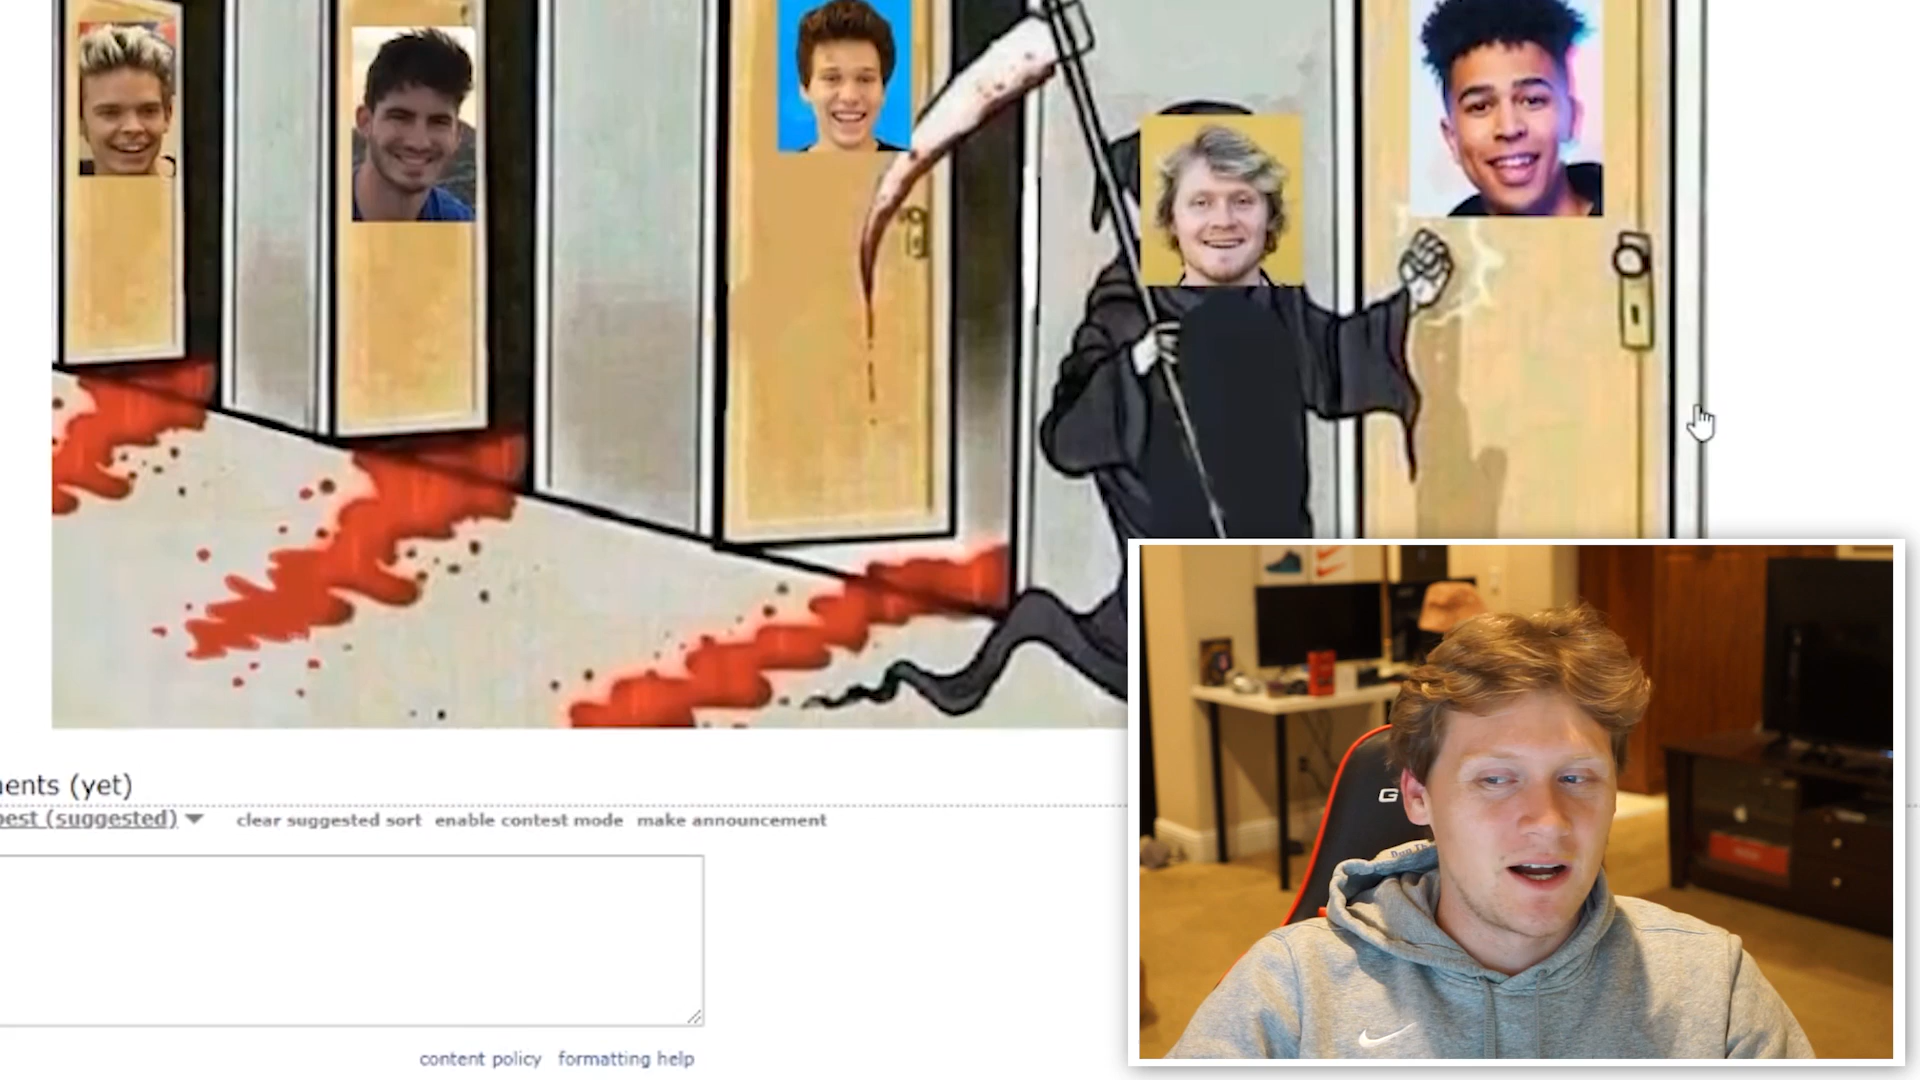 ents (yet)
best (suggested)
clear suggested sort enable contest mode make announcement
G
content policy formatting help